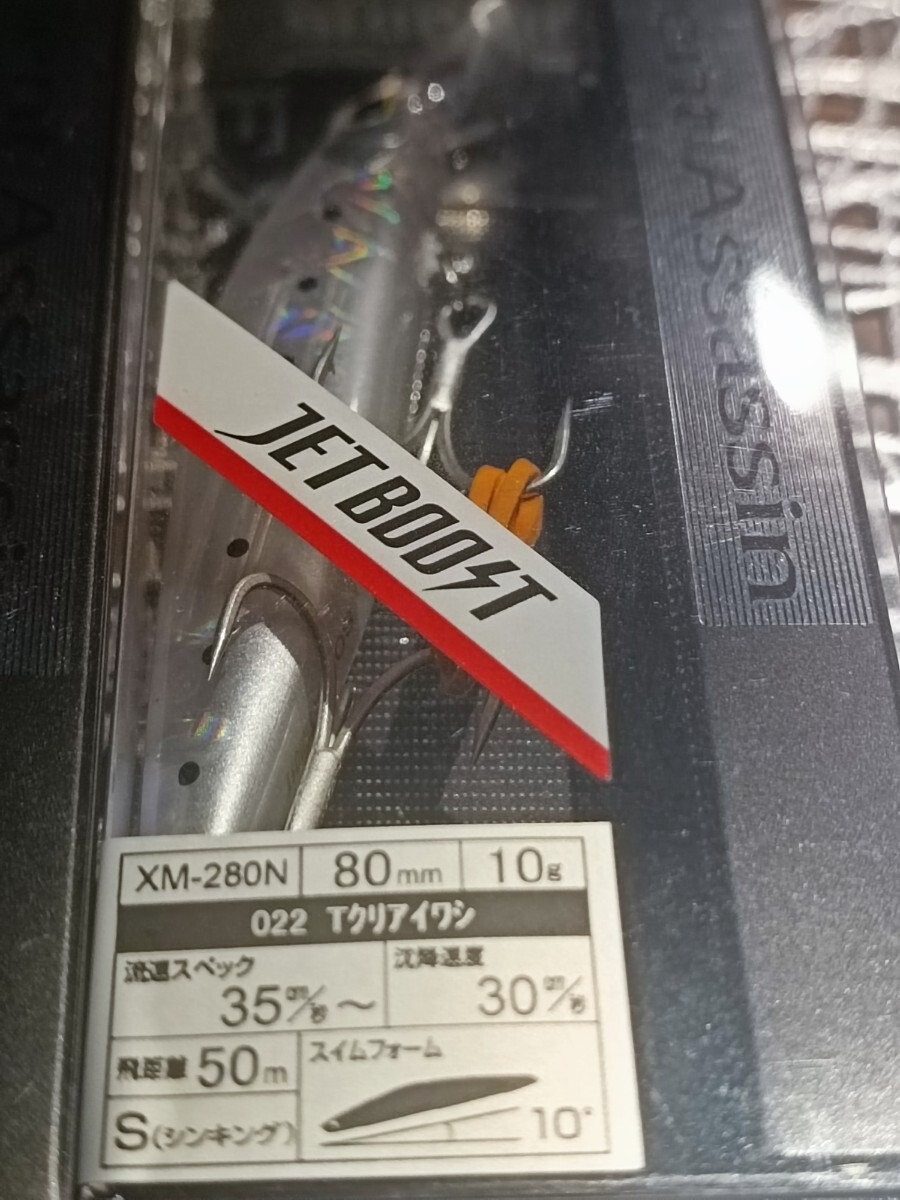 Assassin
JET BOOST
XM-280N 80mm 10g
022 Tクリアイワシ
流速スペック 沈降速度
35cm/秒～ 30cm/秒
飛距離 50m スイムフォーム
S(シンキング) 10°